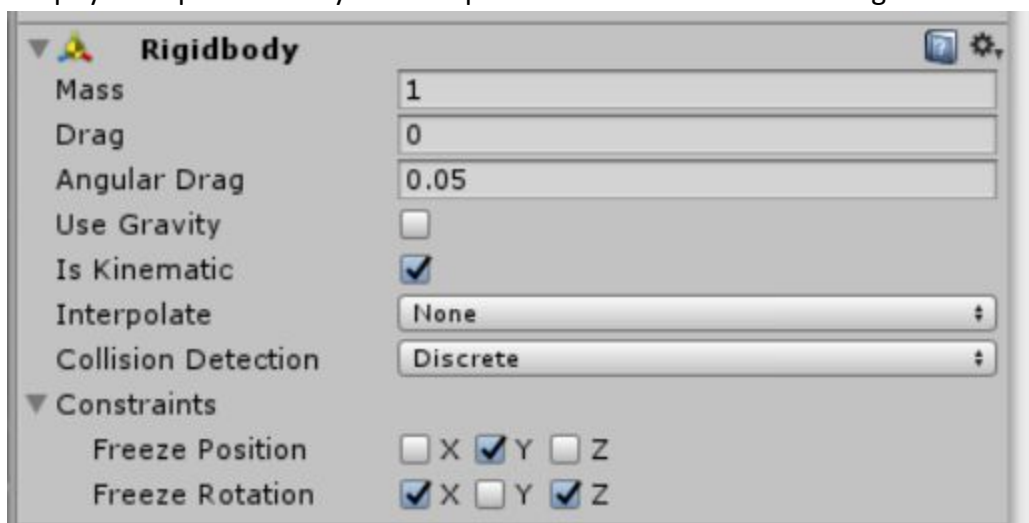 Rigidbody
Mass 1
Drag 0
Angular Drag 0.05
Use Gravity
Is Kinematic
Interpolate None
Collision Detection Discrete
Constraints
Freeze Position X Y Z
Freeze Rotation X Y Z